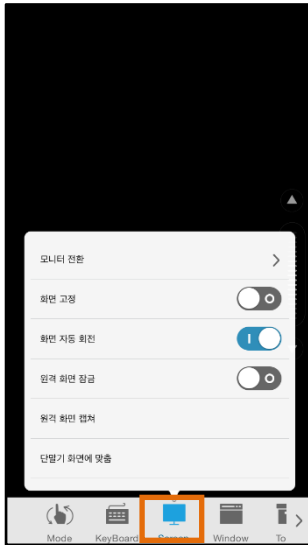 모니터 전환
화면 고정
화면 자동 회전
원격 화면 잠금
원격 화면 캡쳐
단말기 화면에 맞춤
Mode KeyBoard Screen Window To